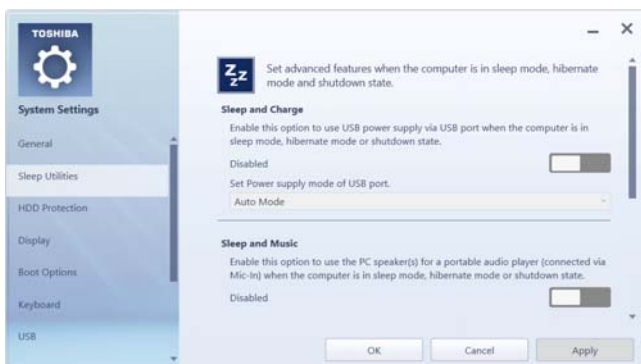 TOSHIBA
System Settings
General
Sleep Utilities
HDD Protection
Display
Boot Options
Keyboard
USB
Z z z
Set advanced features when the computer is in sleep mode, hibernate
mode and shutdown state.
Sleep and Charge
Enable this option to use USB power supply via USB port when the computer is in
sleep mode, hibernate mode or shutdown state.
Disabled
Set Power supply mode of USB port.
Auto Mode
Sleep and Music
Enable this option to use the PC speaker(s) for a portable audio player (connected via
Mic-In) when the computer is in sleep mode, hibernate mode or shutdown state.
Disabled
OK
Cancel
Apply